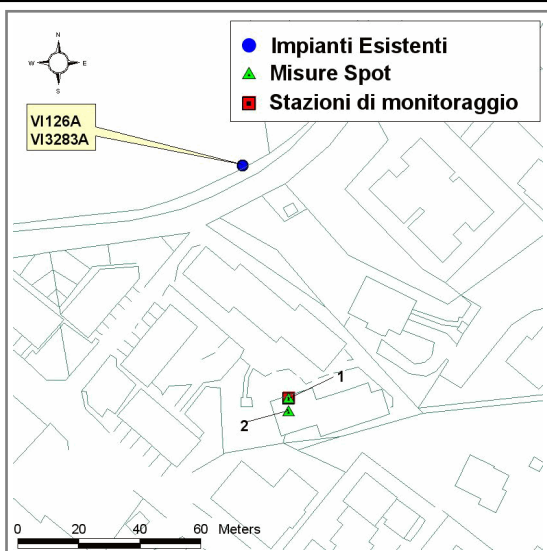 N
W E
S
Impianti Esistenti
Misure Spot
Stazioni di monitoraggio
VI126A
VI3283A
1
2
0 20 40 60 Meters